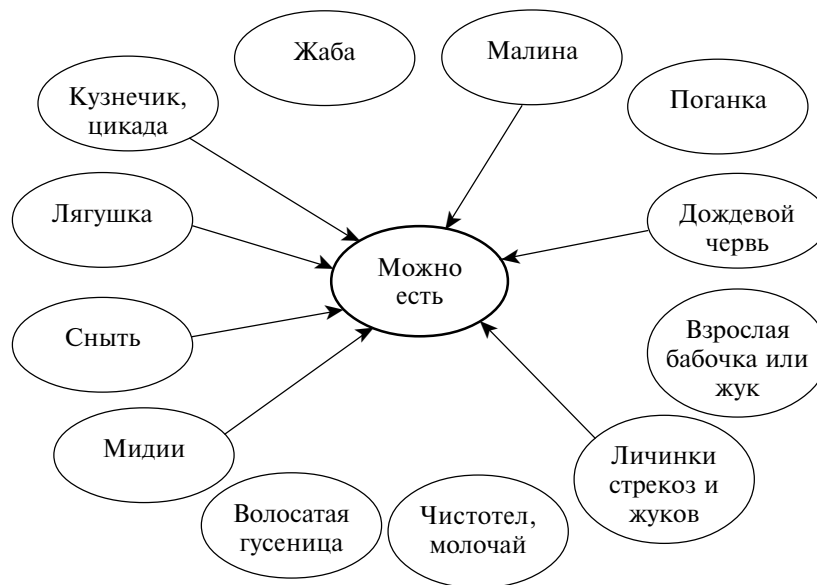 Жаба
Малина
Кузнечик,
цикада
Поганка
Лягушка
Дождевой
червь
Можно
есть
Сныть
Взрослая
бабочка или
жук
Мидии
Личинки
стрекоз и
жуков
Волосатая
гусеница
Чистотел,
молочай